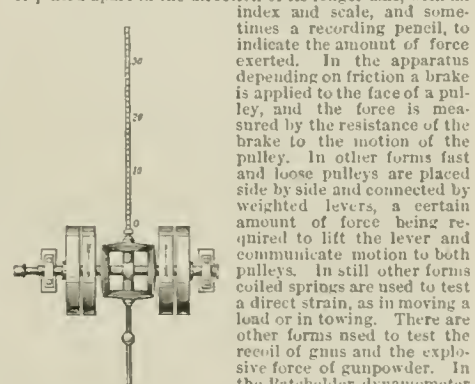 index and scale, and some-
times a recording pencil, to
indicate the amount of force
exerted. In the apparatus
depending on friction a brake
is applied to the face of a pul-
ley, and the force is mea-
sured by the resistance of the
brake to the motion of the
pulley. In other forms fast
and loose pulleys are placed
side by side and connected by
weighted levers, a certain
amount of force being re-
quired to lift the lever and
communicate motion to both
pulleys. In still other forms
coiled springs are used to test
a direct strain, as in moving a
load or in towing. There are
other forms used to test the
recoil of guns and the explo-
sive force of gunpowder. In
the Batchelder dynamometer
30
20
10
0